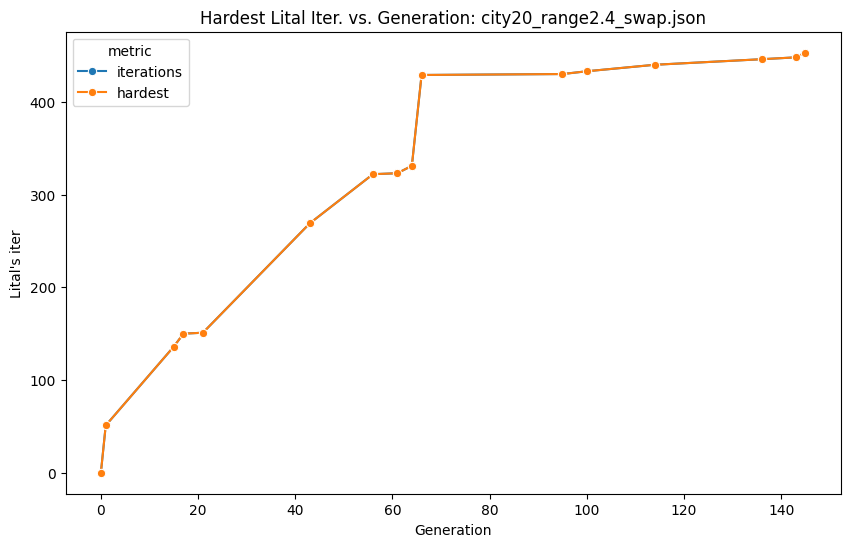 Hardest Lital Iter. vs. Generation: city20_range2.4_swap.json
metric
iterations
hardest
Lital's iter
400
300
200
100
0
0 20 40 60 80 100 120 140
Generation